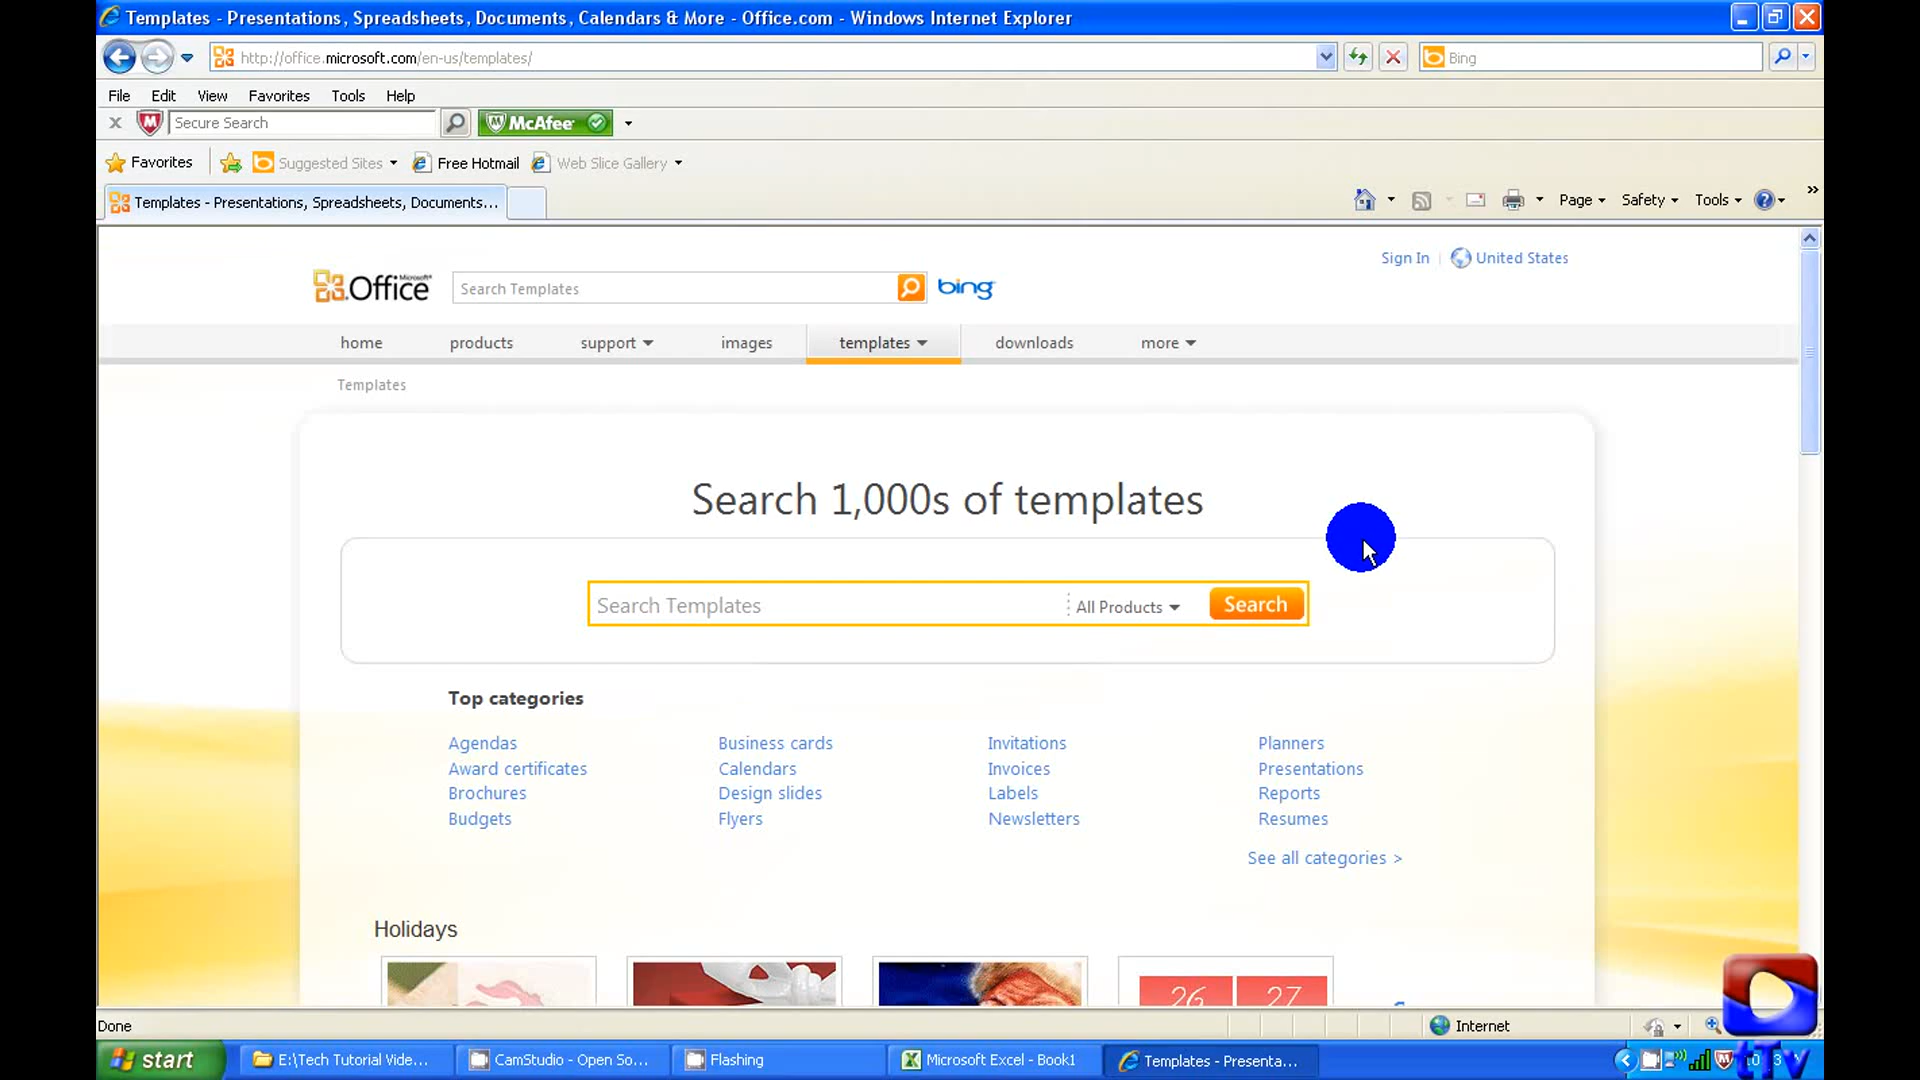 Templates - Presentations, Spreadsheets, Documents, Calendars & More - Office.com - Windows Internet Explorer
http://office.microsoft.com/en-us/templates/
Bing
File Edit View Favorites Tools Help
x Secure Search McAfee
Favorites Suggested Sites Free Hotmail Web Slice Gallery
Templates - Presentations, Spreadsheets, Documents...
Page Safety Tools
Sign In United States
Microsoft Office
Search Templates
bing
home products support images templates downloads more
Templates
Search 1,000s of templates
Search Templates All Products Search
Top categories
Agendas Business cards Invitations Planners
Award certificates Calendars Invoices Presentations
Brochures Design slides Labels Reports
Budgets Flyers Newsletters Resumes
See all categories >
Holidays
26 27
Done Internet
start E:\Tech Tutorial Vide... CamStudio - Open So... Flashing Microsoft Excel - Book1 Templates - Presenta...
tTv